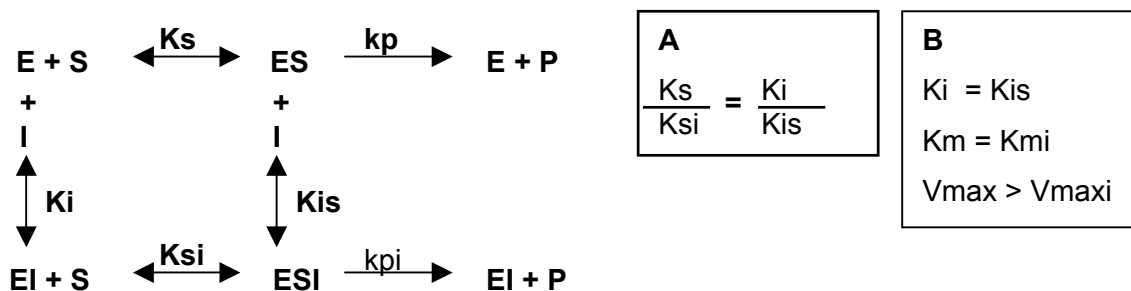 Ks kp
E + S ES E + P
+ +
I I
Ki Kis
Ksi kpi
EI + S ESI EI + P
A
Ks = Ki
Ksi Kis
B
Ki = Kis
Km = Kmi
Vmax > Vmaxi